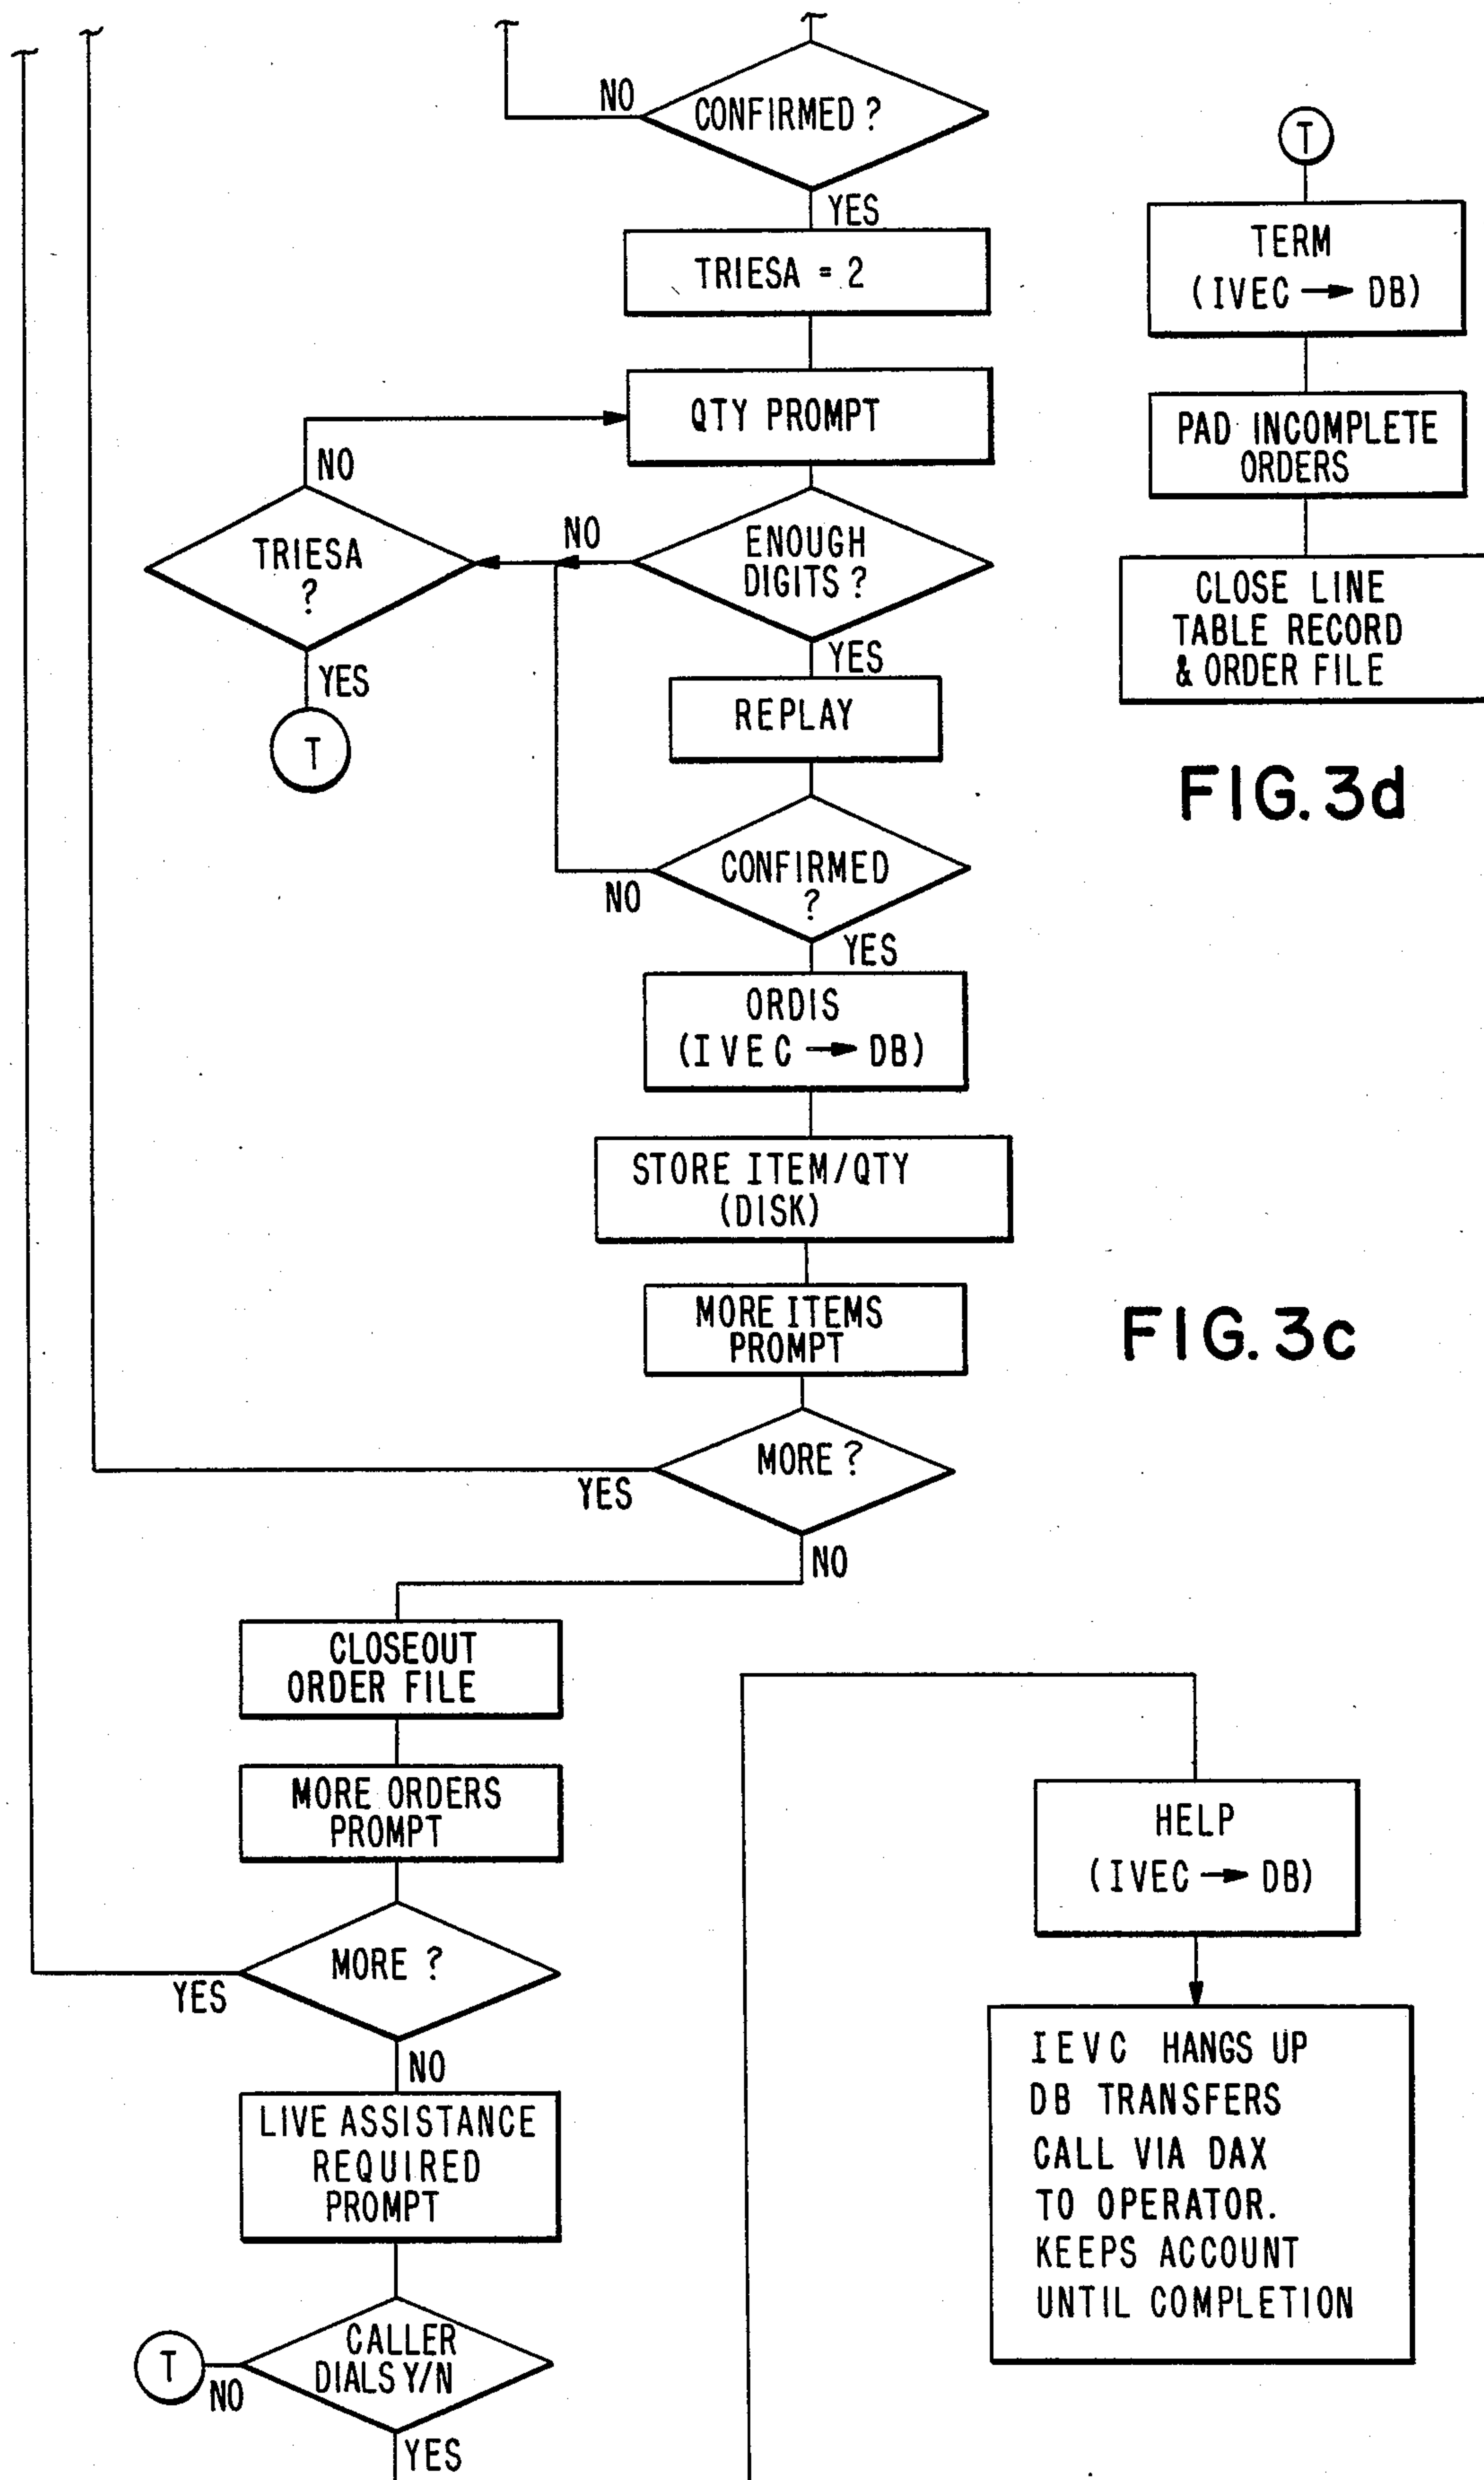 NO
CONFIRMED ?
YES
TRIESA = 2
QTY PROMPT
NO
TRIESA
?
YES
T
NO
ENOUGH
DIGITS ?
YES
REPLAY
CONFIRMED
?
NO
YES
ORDIS
(IVEC → DB)
STORE ITEM/QTY
(DISK)
MORE ITEMS
PROMPT
MORE ?
YES
NO
CLOSEOUT
ORDER FILE
MORE ORDERS
PROMPT
MORE ?
YES
NO
LIVE ASSISTANCE
REQUIRED
PROMPT
CALLER
DIALS Y/N
T
NO
YES
T
TERM
(IVEC → DB)
PAD INCOMPLETE
ORDERS
CLOSE LINE
TABLE RECORD
& ORDER FILE
FIG. 3d
FIG. 3c
HELP
(IVEC → DB)
IEVC HANGS UP
DB TRANSFERS
CALL VIA DAX
TO OPERATOR.
KEEPS ACCOUNT
UNTIL COMPLETION